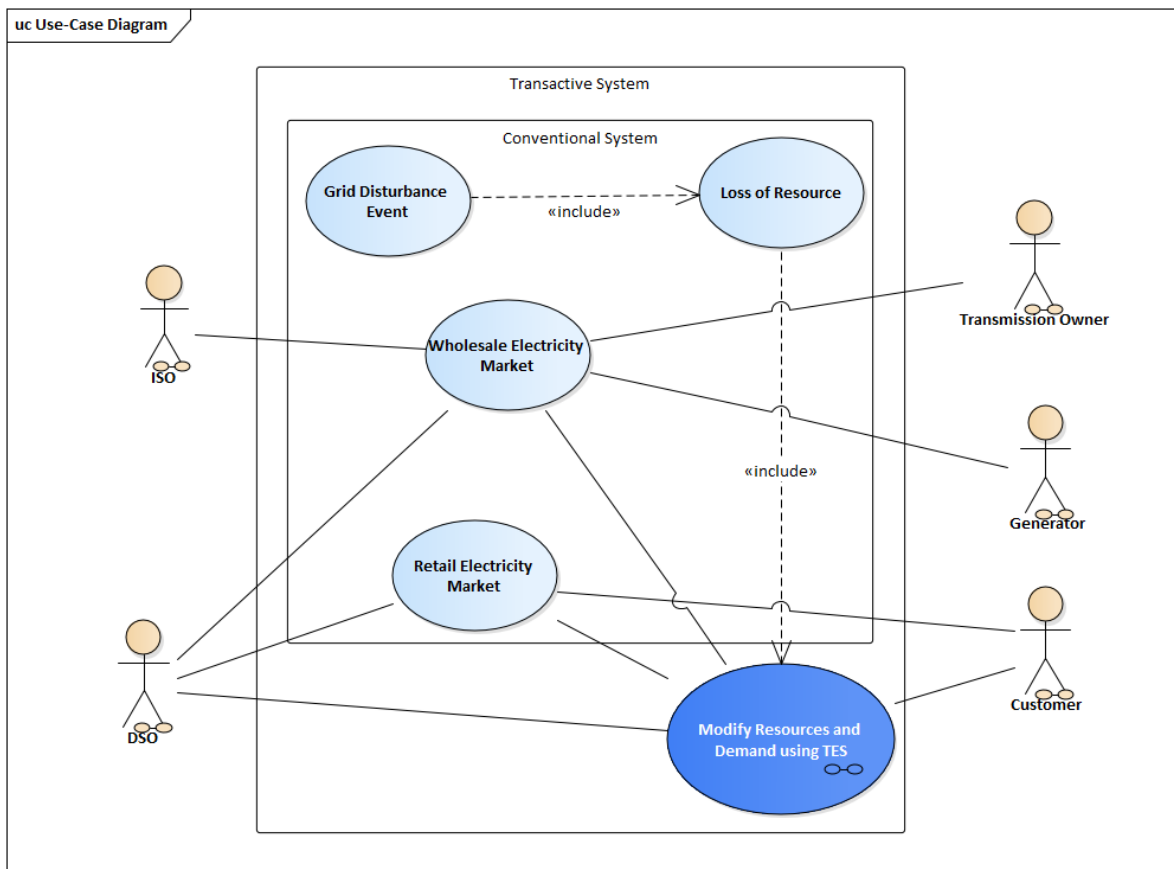 uc Use-Case Diagram
Transactive System
Conventional System
Grid Disturbance
Event
«include»
Loss of Resource
Transmission Owner
ISO
Wholesale Electricity
Market
Generator
«include»
Retail Electricity
Market
DSO
Customer
Modify Resources and
Demand using TES